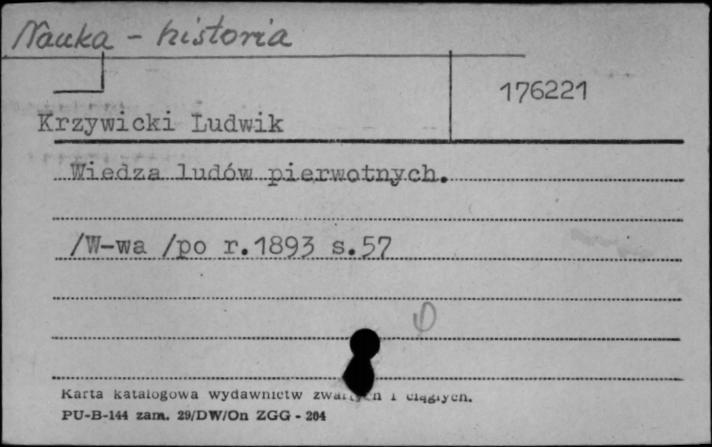 Nauka - historia
176221
Krzywicki Ludwik
Wiedza ludów pierwotnych.
/W-wa /po r.1893 s.57
φ
Karta katalogowa wydawnictw zwartych i ciągłych.
PU-B-144 zam. 29/DW/On ZGG - 204